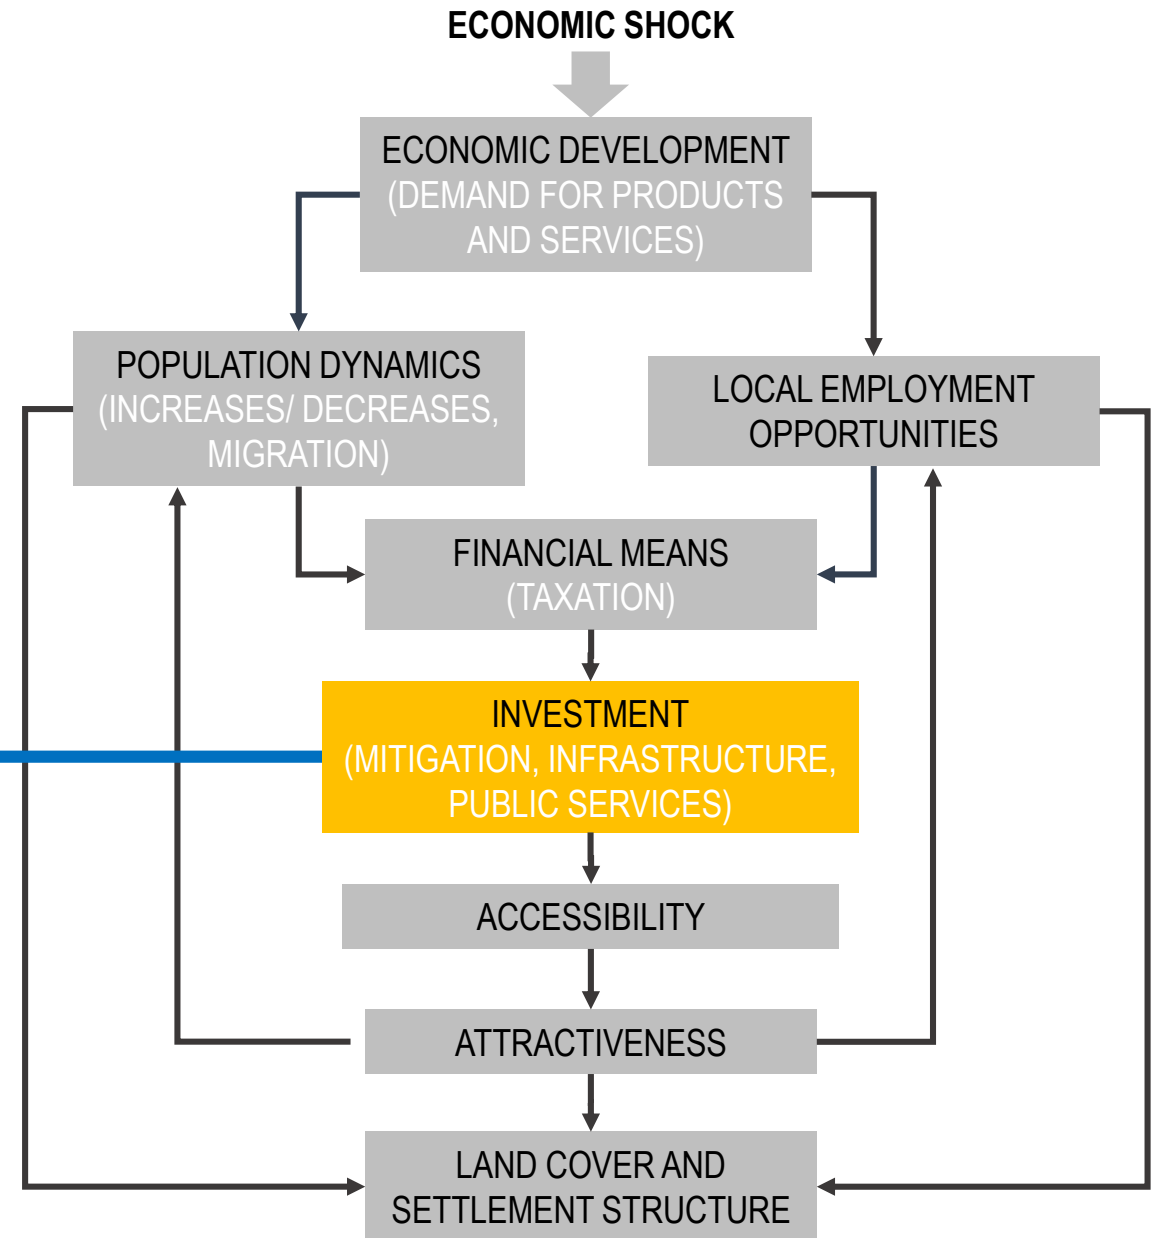 ECONOMIC SHOCK
ECONOMIC DEVELOPMENT
(DEMAND FOR PRODUCTS
AND SERVICES)
POPULATION DYNAMICS
(INCREASES/ DECREASES,
MIGRATION)
LOCAL EMPLOYMENT
OPPORTUNITIES
FINANCIAL MEANS
(TAXATION)
INVESTMENT
(MITIGATION, INFRASTRUCTURE,
PUBLIC SERVICES)
ACCESSIBILITY
ATTRACTIVENESS
LAND COVER AND
SETTLEMENT STRUCTURE